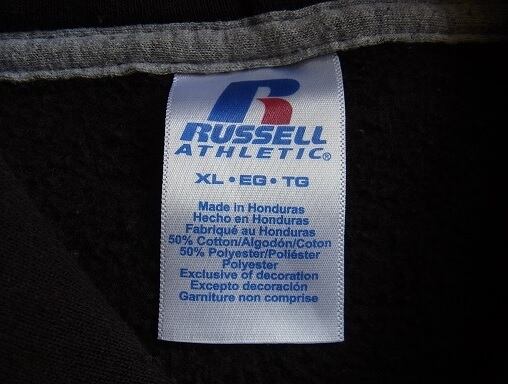 RUSSELL
ATHLETIC®
XL • EG • TG
Made in Honduras
Hecho en Honduras
Fabriqué au Honduras
50% Cotton/Algodón/Coton
50% Polyester/Poliéster
Polyester
Exclusive of decoration
Excepto decoración
Garniture non comprise